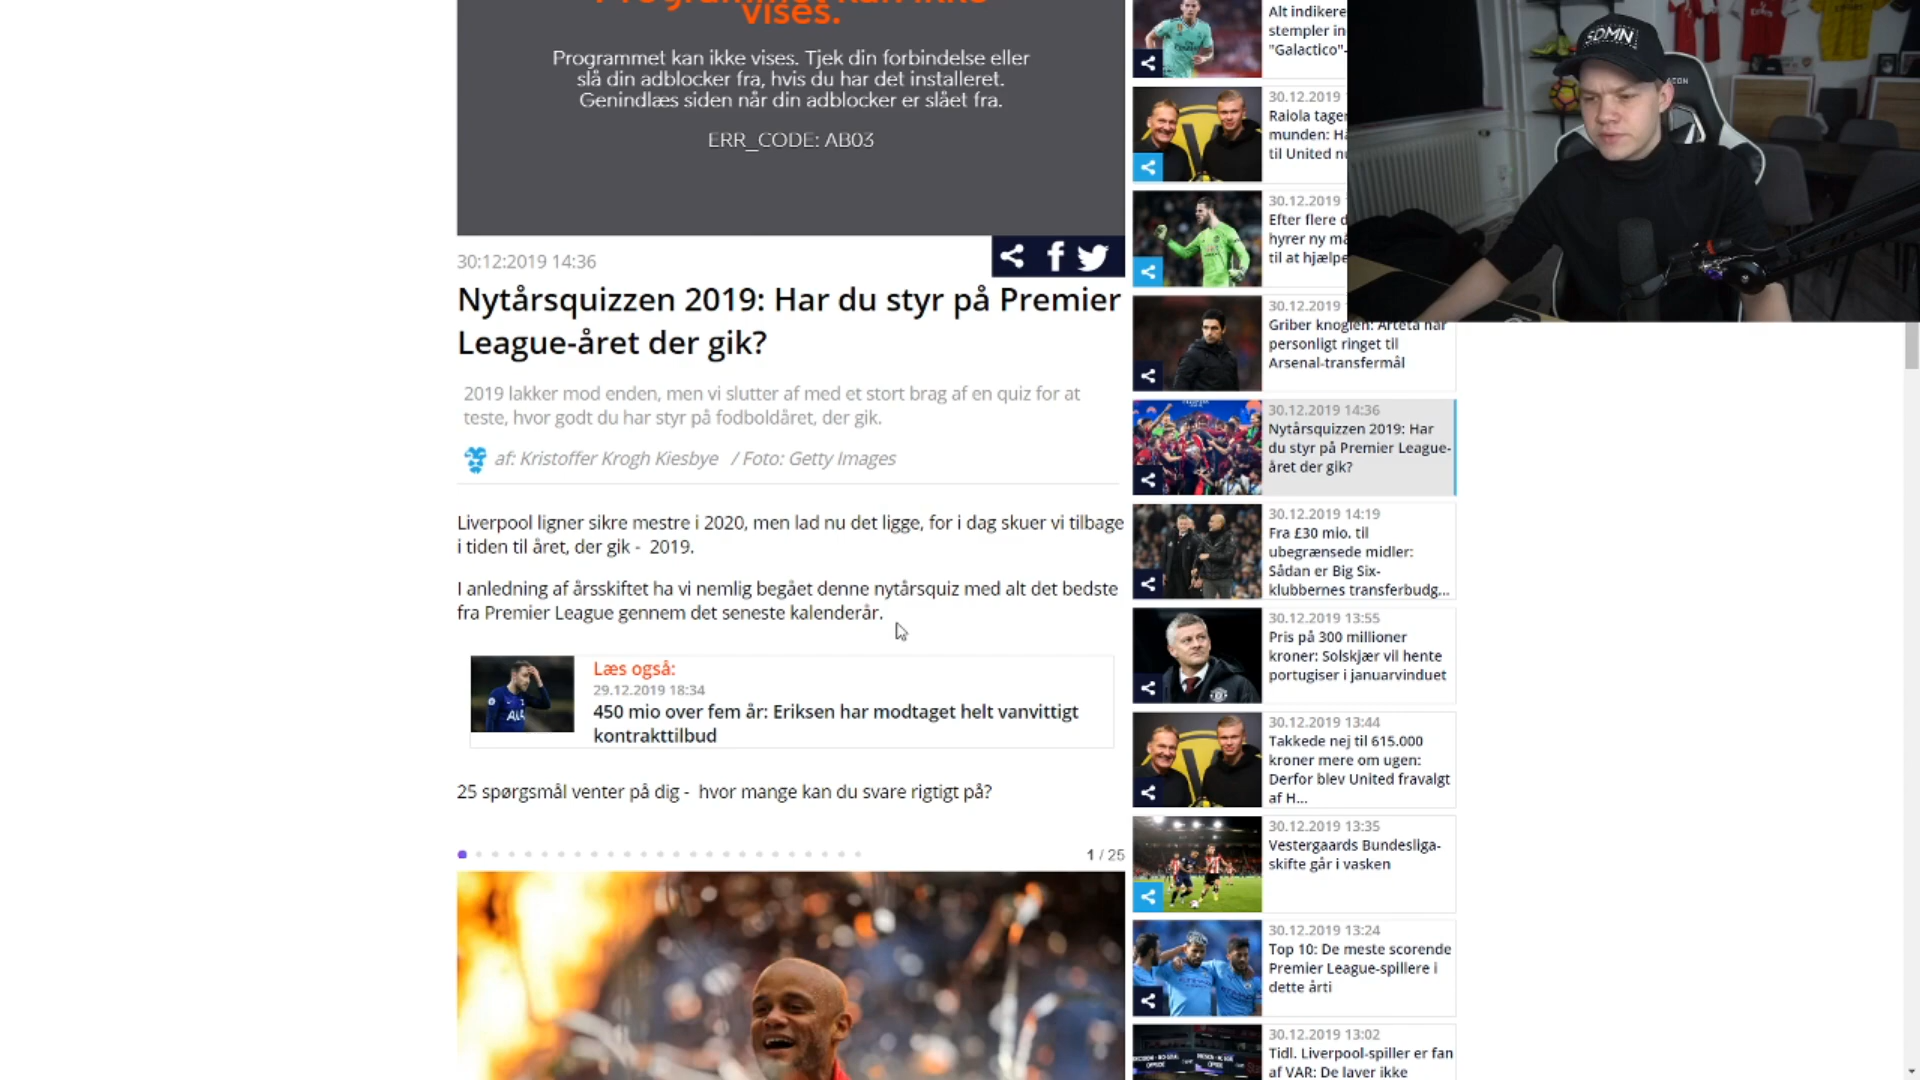 vises.
Programmet kan ikke vises. Tjek din forbindelse eller
slå din adblocker fra, hvis du har det installeret.
Genindlæs siden når din adblocker er slået fra.
ERR_CODE: AB03
30:12:2019 14:36
Nytårsquizzen 2019: Har du styr på Premier
League-året der gik?
2019 lakker mod enden, men vi slutter af med et stort brag af en quiz for at
teste, hvor godt du har styr på fodboldåret, der gik.
af: Kristoffer Krogh Kiesbye / Foto: Getty Images
Liverpool ligner sikre mestre i 2020, men lad nu det ligge, for i dag skuer vi tilbage
i tiden til året, der gik - 2019.
I anledning af årsskiftet ha vi nemlig begået denne nytårsquiz med alt det bedste
fra Premier League gennem det seneste kalenderår.
Læs også:
29.12.2019 18:34
450 mio over fem år: Eriksen har modtaget helt vanvittigt
kontrakttilbud
25 spørgsmål venter på dig - hvor mange kan du svare rigtigt på?
1 / 25
Alt indikere
stempler in
"Galactico"-
30.12.2019
Raiola tage
munden: H
til United n
30.12.2019
Efter flere d
hyrer ny m
til at hjælpe
30.12.2019
Griber knoglen: Arteta har
personligt ringet til
Arsenal-transfermål
30.12.2019 14:36
Nytårsquizzen 2019: Har
du styr på Premier League-
året der gik?
30.12.2019 14:19
Fra £30 mio. til
ubegrænsede midler:
Sådan er Big Six-
klubbernes transferbudg...
30.12.2019 13:55
Pris på 300 millioner
kroner: Solskjær vil hente
portugiser i januarvinduet
30.12.2019 13:44
Takkede nej til 615.000
kroner mere om ugen:
Derfor blev United fravalgt
af H...
30.12.2019 13:35
Vestergaards Bundesliga-
skifte går i vasken
30.12.2019 13:24
Top 10: De meste scorende
Premier League-spillere i
dette årti
30.12.2019 13:02
Tidl. Liverpool-spiller er fan
af VAR: De laver ikke
SDMN